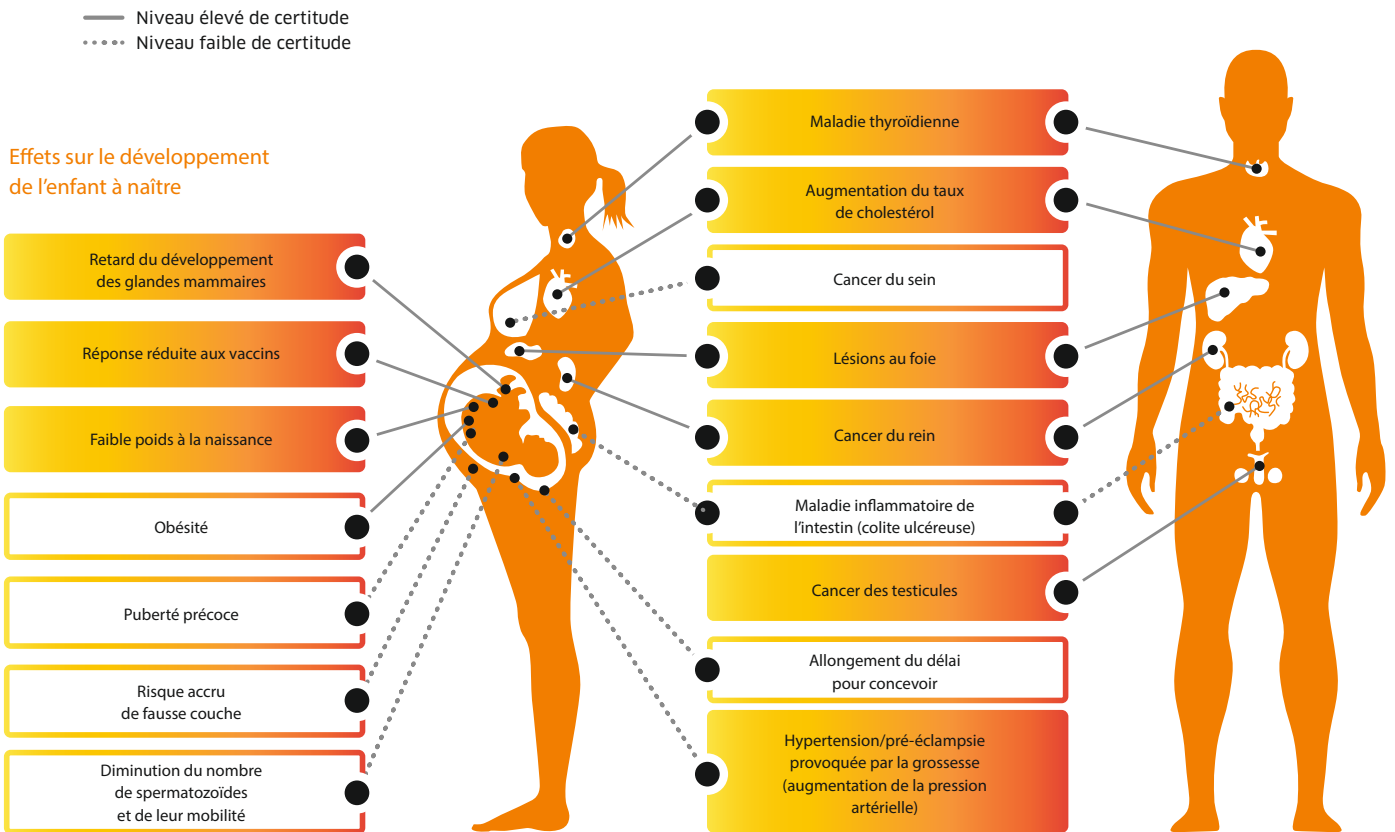 Niveau élevé de certitude
Niveau faible de certitude
Effets sur le développement
de l'enfant à naître
Retard du développement
des glandes mammaires
Réponse réduite aux vaccins
Faible poids à la naissance
Obésité
Puberté précoce
Risque accru
de fausse couche
Diminution du nombre
de spermatozoïdes
et de leur mobilité
Maladie thyroïdienne
Augmentation du taux
de cholestérol
Cancer du sein
Lésions au foie
Cancer du rein
Maladie inflammatoire de
l'intestin (colite ulcéreuse)
Cancer des testicules
Allongement du délai
pour concevoir
Hypertension/pré-éclampsie
provoquée par la grossesse
(augmentation de la pression
artérielle)